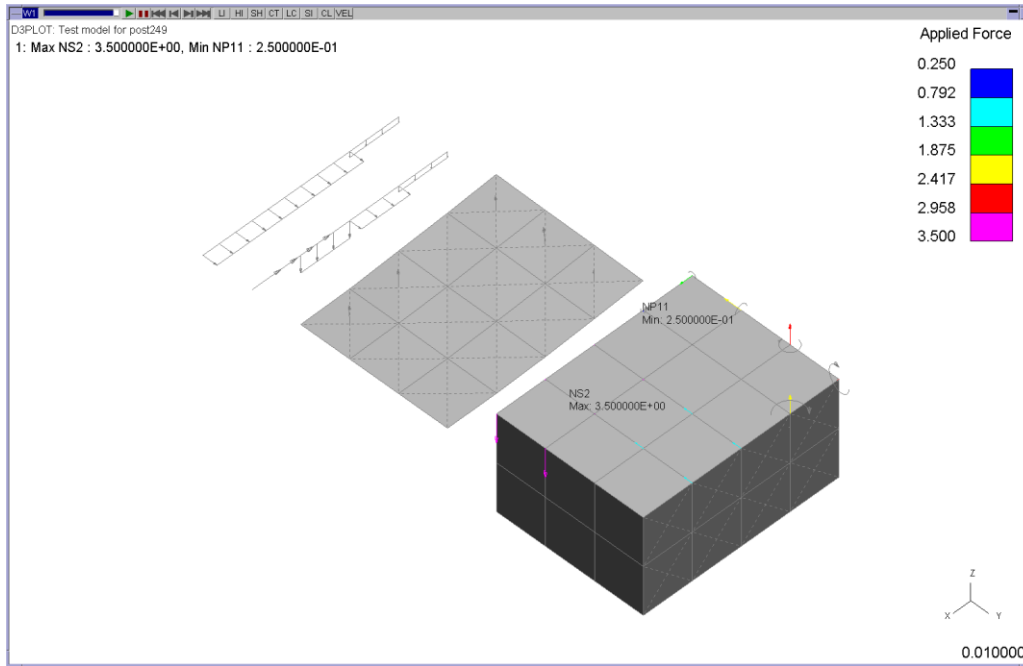 W1 LI HI SH CT LC SI CL VEL
D3PLOT: Test model for post249
1: Max NS2 : 3.500000E+00, Min NP11 : 2.500000E-01
Applied Force
0.250
0.792
1.333
1.875
2.417
2.958
3.500
NP11
Min: 2.500000E-01
NS2
Max: 3.500000E+00
Z
X Y
0.010000